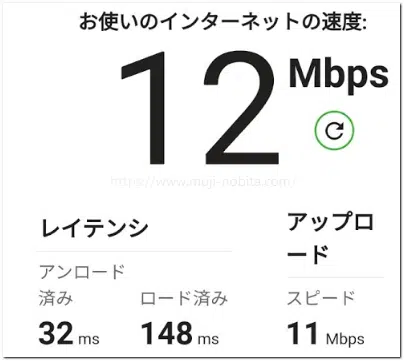 お使いのインターネットの速度:
12 Mbps
https://www.muji-nobita.com/
レイテンシ
アンロード
済み
ロード済み
32 ms
148 ms
アップロ
ード
スピード
11 Mbps